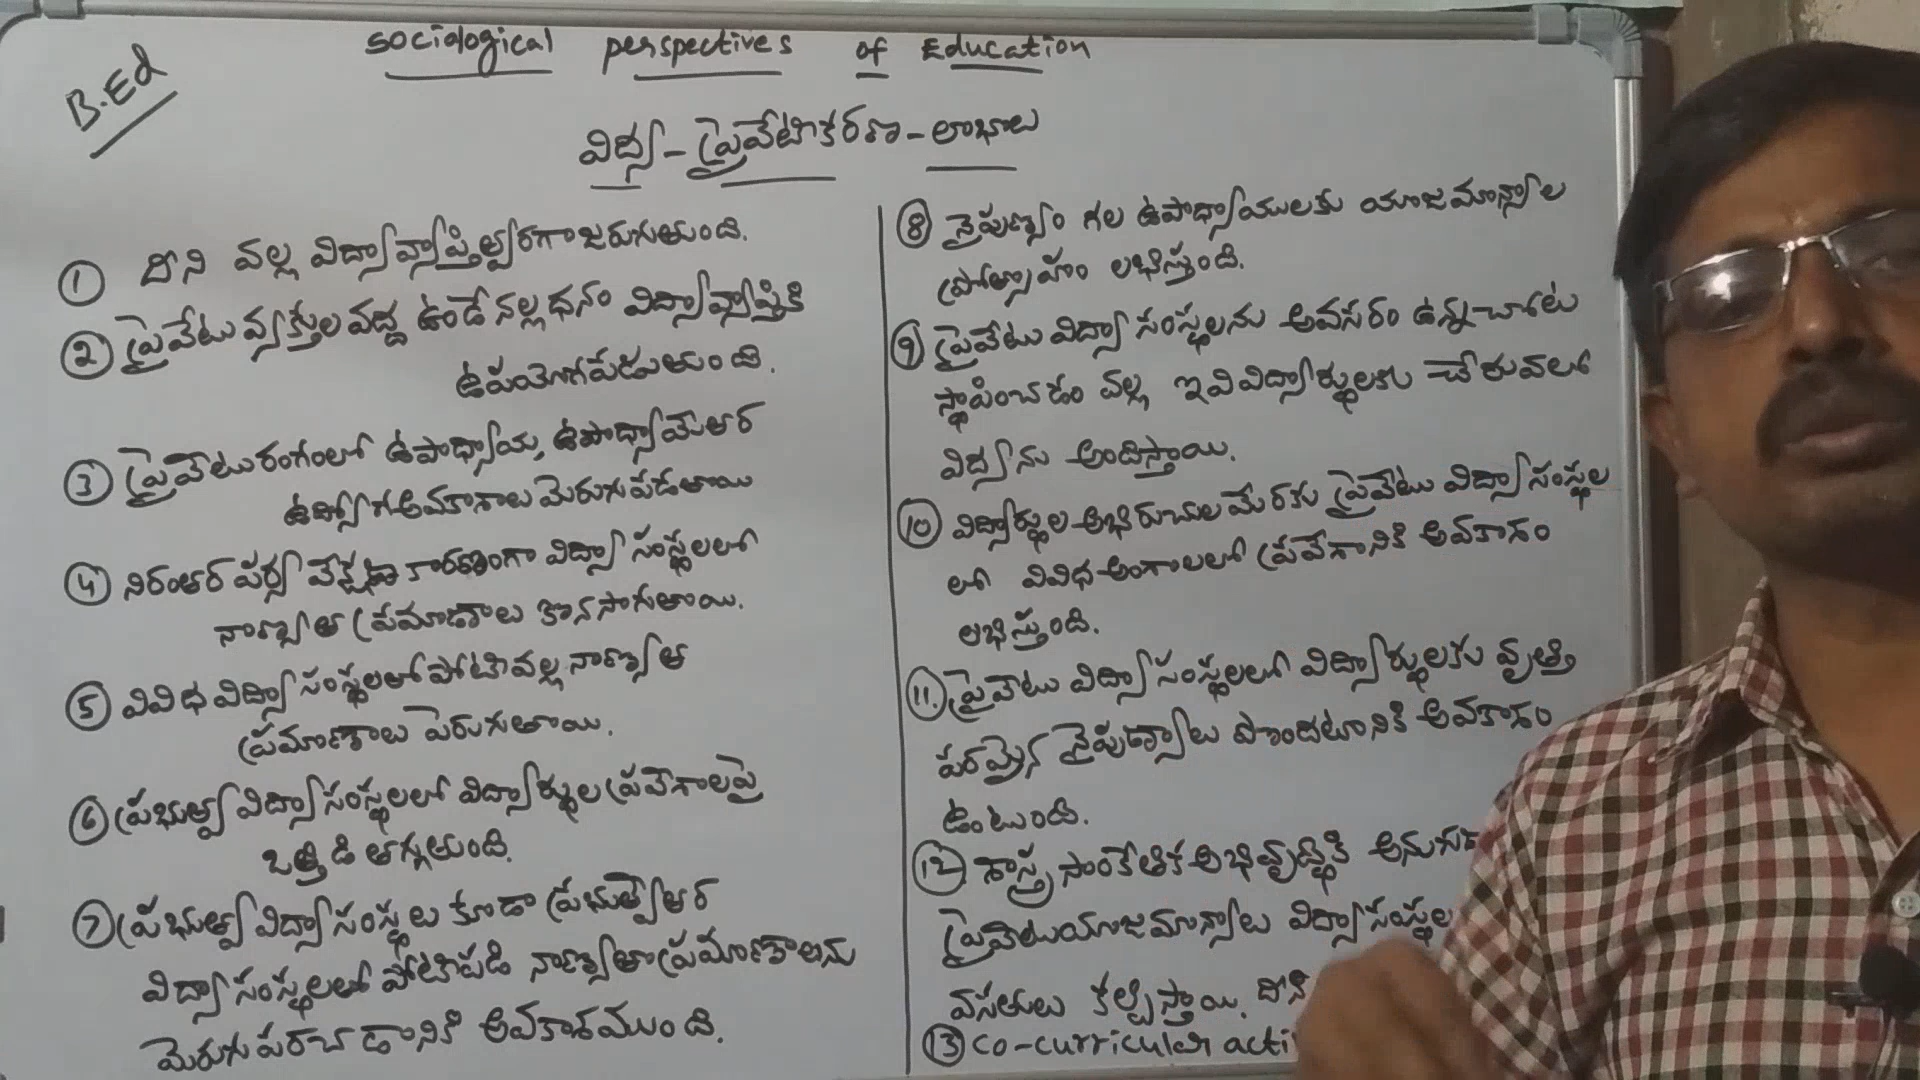 sociological perspectives of Education
B.Ed
విద్య - ప్రైవేటీకరణ - లాభాలు
① దీని వల్ల విద్యావ్యాప్తి త్వరగా జరుగుతుంది.
② ప్రైవేటు వ్యక్తుల వద్ద ఉండే నల్లధనం విద్యావ్యాప్తికి
ఉపయోగపడుతుంది.
③ ప్రైవేటు రంగంలో ఉపాధ్యాయ, ఉపాధ్యాయేతర
ఉద్యోగ అవకాశాలు మెరుగుపడతాయి
④ నిరంతర పర్యవేక్షణ కారణంగా విద్యా సంస్థలలో
నాణ్యతా ప్రమాణాలు కొనసాగుతాయి.
⑤ వివిధ విద్యా సంస్థలలో పోటీ వల్ల నాణ్యతా
ప్రమాణాలు పెరుగుతాయి.
⑥ ప్రభుత్వ విద్యాసంస్థలలో విద్యార్థుల ప్రవేశాలపై
ఒత్తిడి తగ్గుతుంది.
⑦ ప్రభుత్వ విద్యాసంస్థలు కూడా ప్రభుత్వేతర
విద్యాసంస్థలలో పోటీపడి నాణ్యతా ప్రమాణాలను
మెరుగు పరచడానికి అవకాశముంది.
⑧ నైపుణ్యం గల ఉపాధ్యాయులకు యాజమాన్యాల
ప్రోత్సాహం లభిస్తుంది.
⑨ ప్రైవేటు విద్యా సంస్థలను అవసరం ఉన్న చోట
స్థాపించడం వల్ల ఇవి విద్యార్థులకు చేరువలో
విద్యను అందిస్తాయి.
⑩ విద్యార్థుల అభిరుచుల మేరకు ప్రైవేటు విద్యా సంస్థల
లో వివిధ అంశాలలో ప్రవేశానికి అవకాశం
లభిస్తుంది.
⑪ ప్రైవేటు విద్యా సంస్థలలో విద్యార్థులకు వృత్తి
పరమైన నైపుణ్యాలు పొందటానికి అవకాశం
ఉంటుంది.
⑫ శాస్త్ర సాంకేతిక అభివృద్ధికి
ప్రైవేటు యాజమాన్యాలు విద్యా సంస్థల
వసతులు కల్పిస్తాయి. దీని
⑬ co-curricular acti